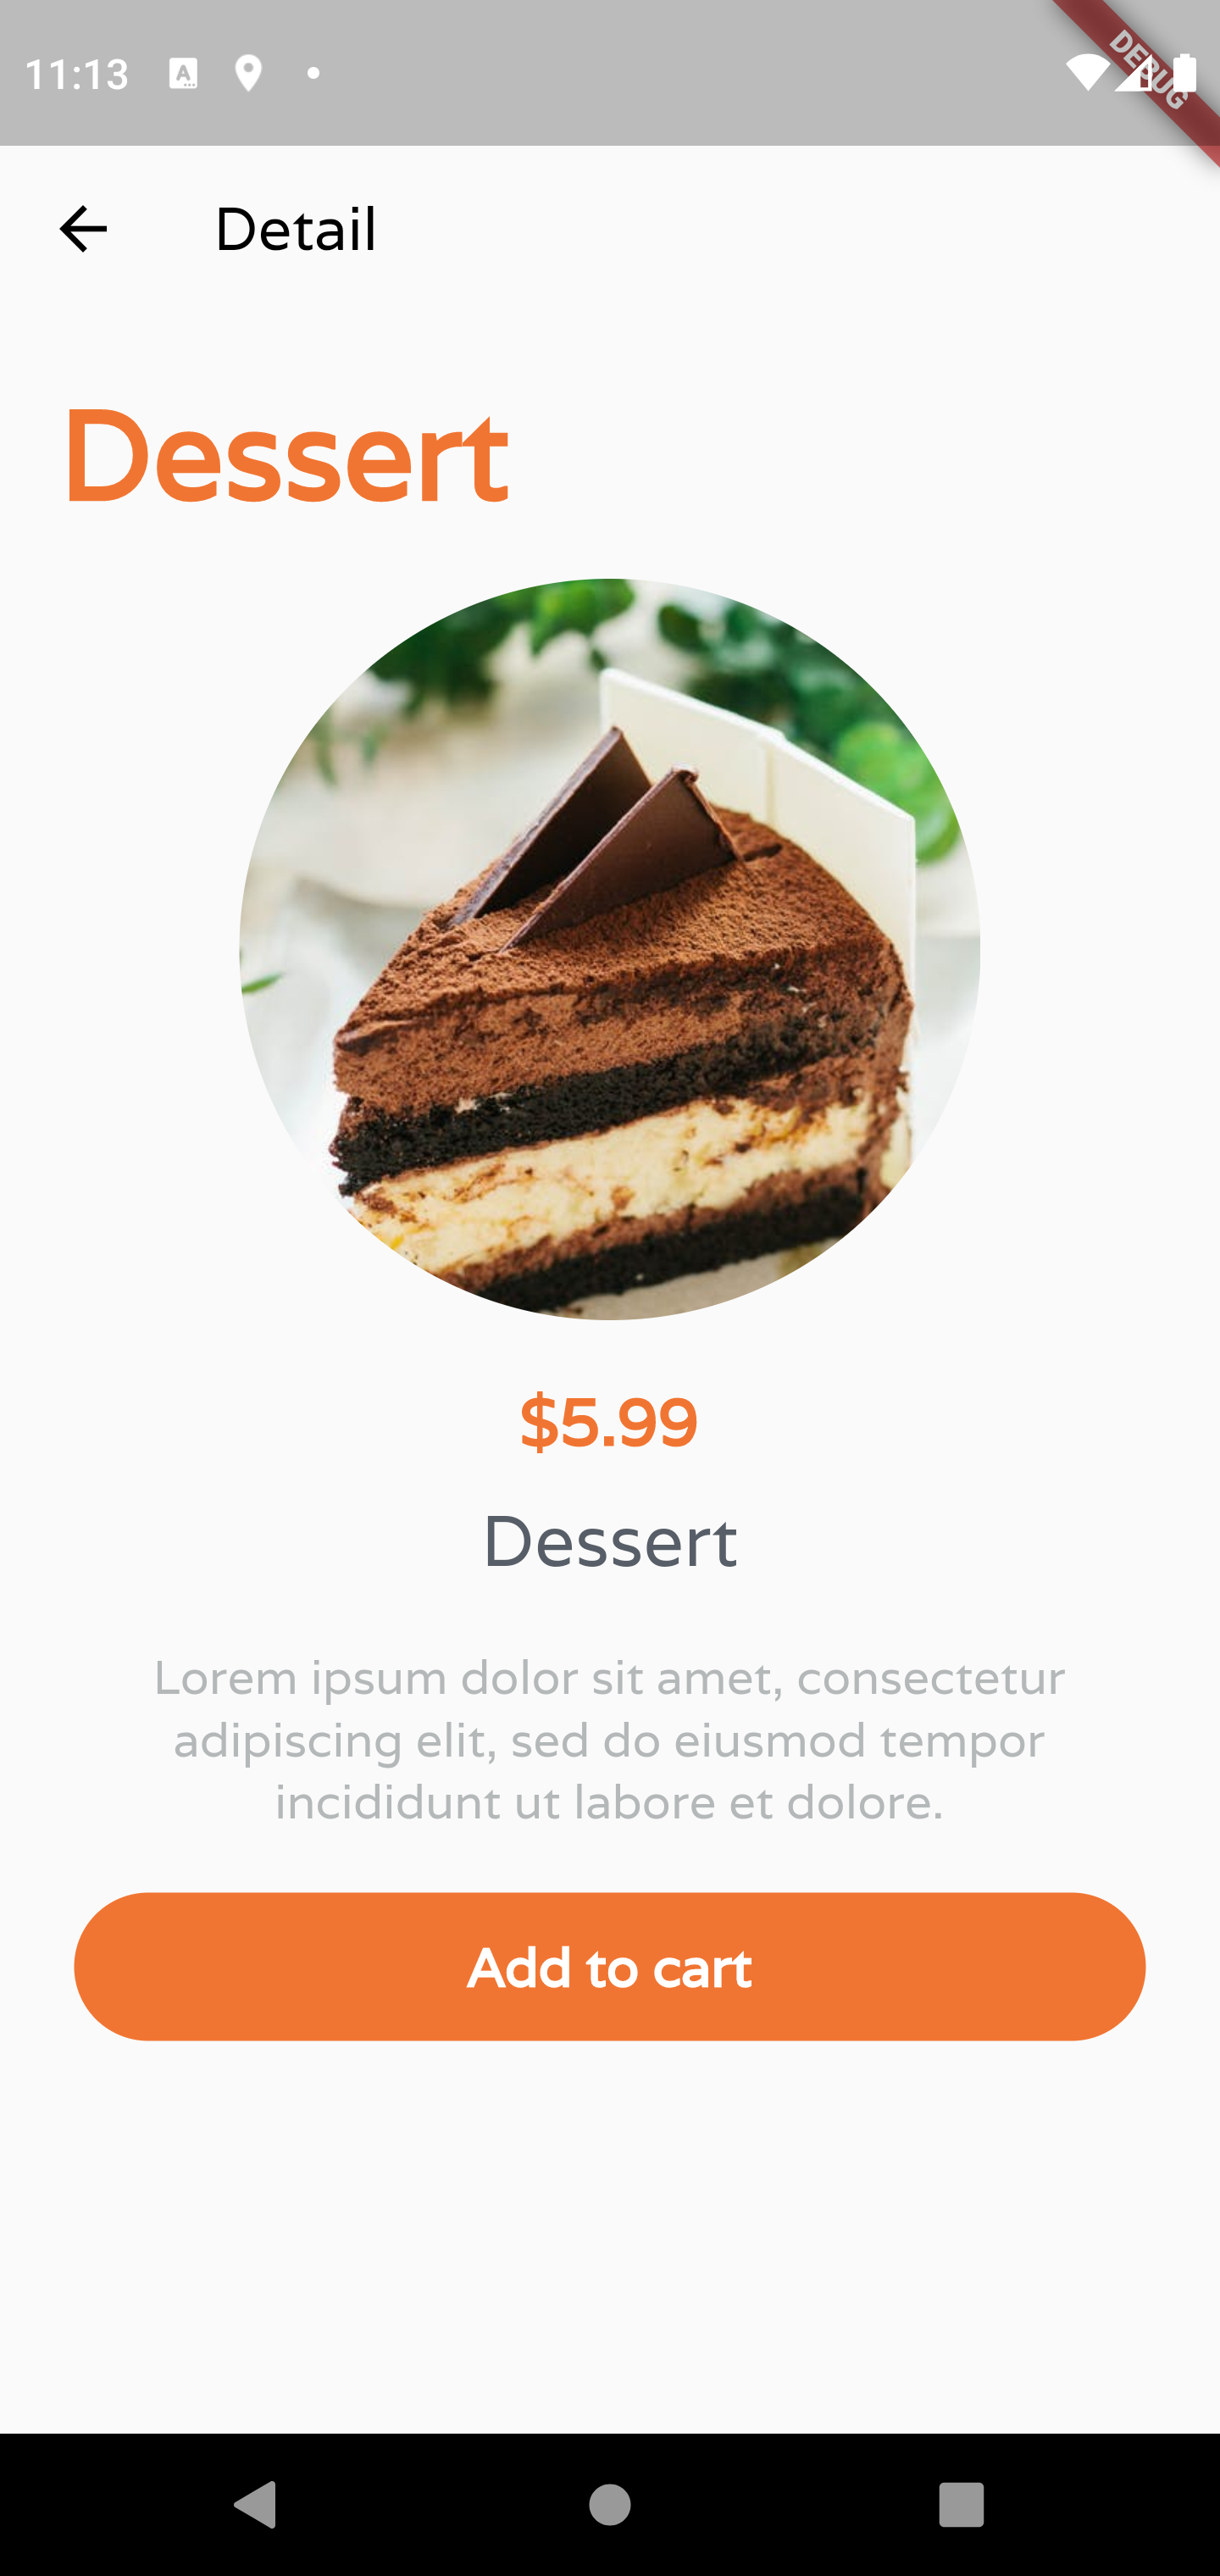 11:13
DEBUG
Detail
Dessert
$5.99
Dessert
Lorem ipsum dolor sit amet, consectetur
adipiscing elit, sed do eiusmod tempor
incididunt ut labore et dolore.
Add to cart